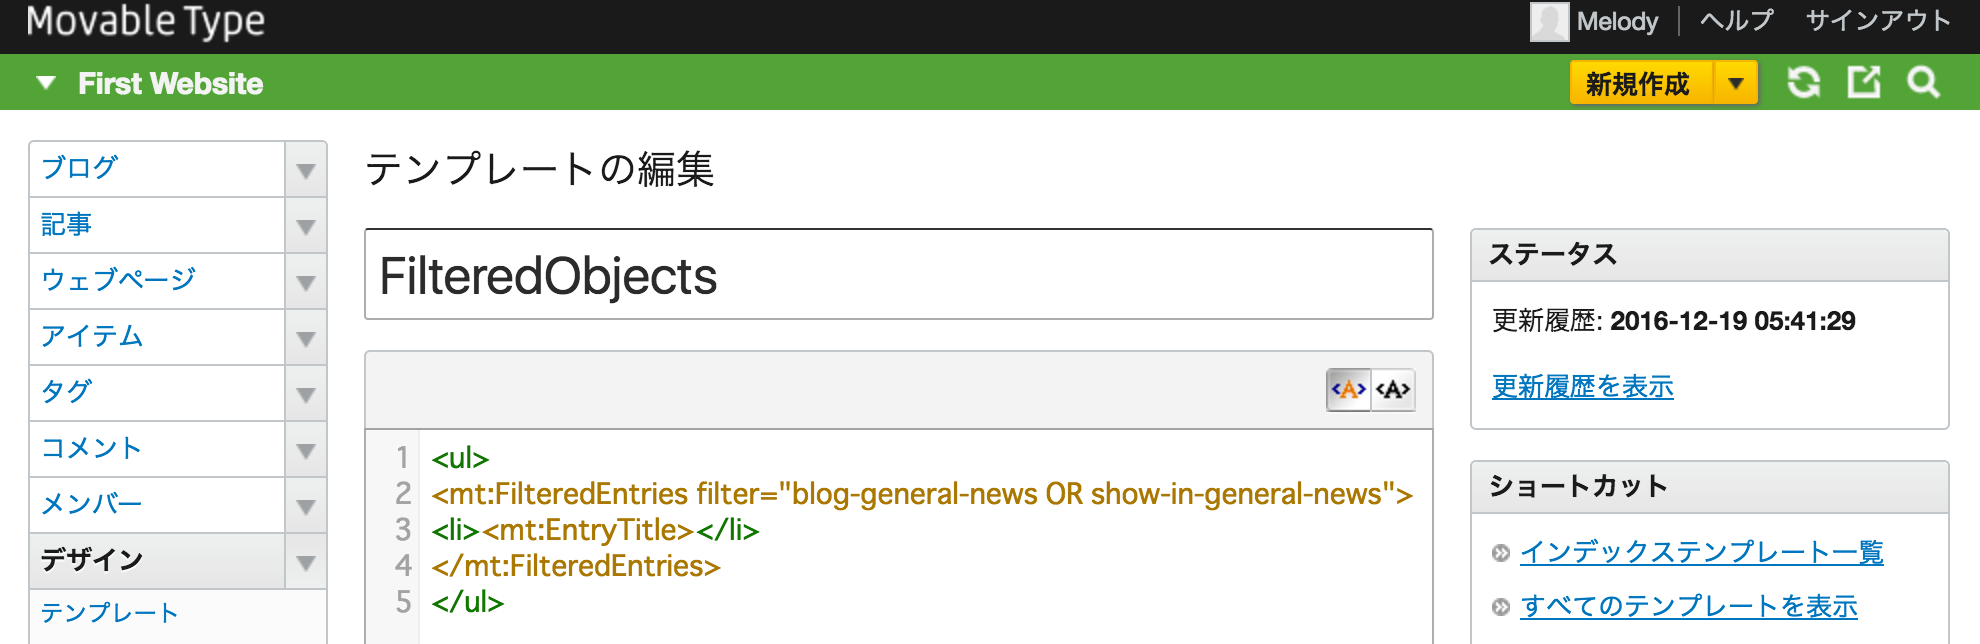 Movable Type
Melody
ヘルプ
サインアウト
First Website
新規作成
ブログ
記事
ウェブページ
アイテム
タグ
コメント
メンバー
デザイン
テンプレート
テンプレートの編集
FilteredObjects
<A> <A>
1 <ul>
2 <mt:FilteredEntries filter="blog-general-news OR show-in-general-news">
3 <li><mt:EntryTitle></li>
4 </mt:FilteredEntries>
5 </ul>
ステータス
更新履歴: 2016-12-19 05:41:29
更新履歴を表示
ショートカット
インデックステンプレート一覧
すべてのテンプレートを表示